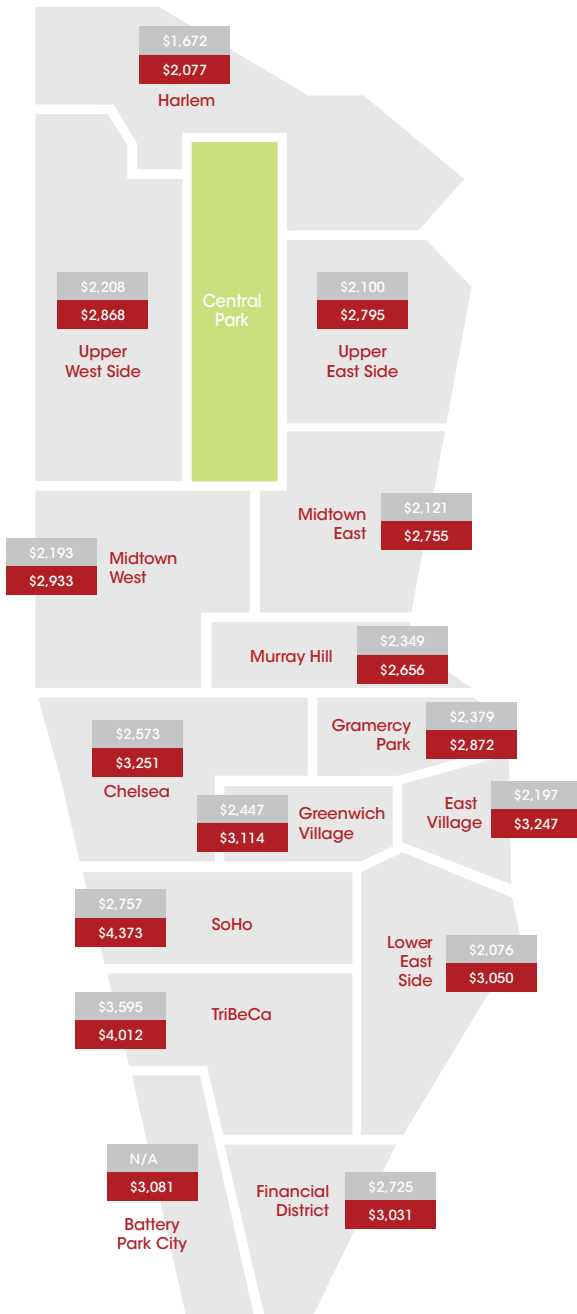 $1,672
$2,077
Harlem
$2,208
$2,868
Upper
West Side
Central
Park
$2,100
$2,795
Upper
East Side
Midtown
East
$2,121
$2,755
$2,193
$2,933
Midtown
West
Murray Hill
$2,349
$2,656
$2,573
$3,251
Chelsea
Gramercy
Park
$2,379
$2,872
$2,447
$3,114
Greenwich
Village
East
Village
$2,197
$3,247
$2,757
$4,373
SoHo
Lower
East
Side
$2,076
$3,050
$3,595
$4,012
TriBeCa
N/A
$3,081
Battery
Park City
Financial
District
$2,725
$3,031